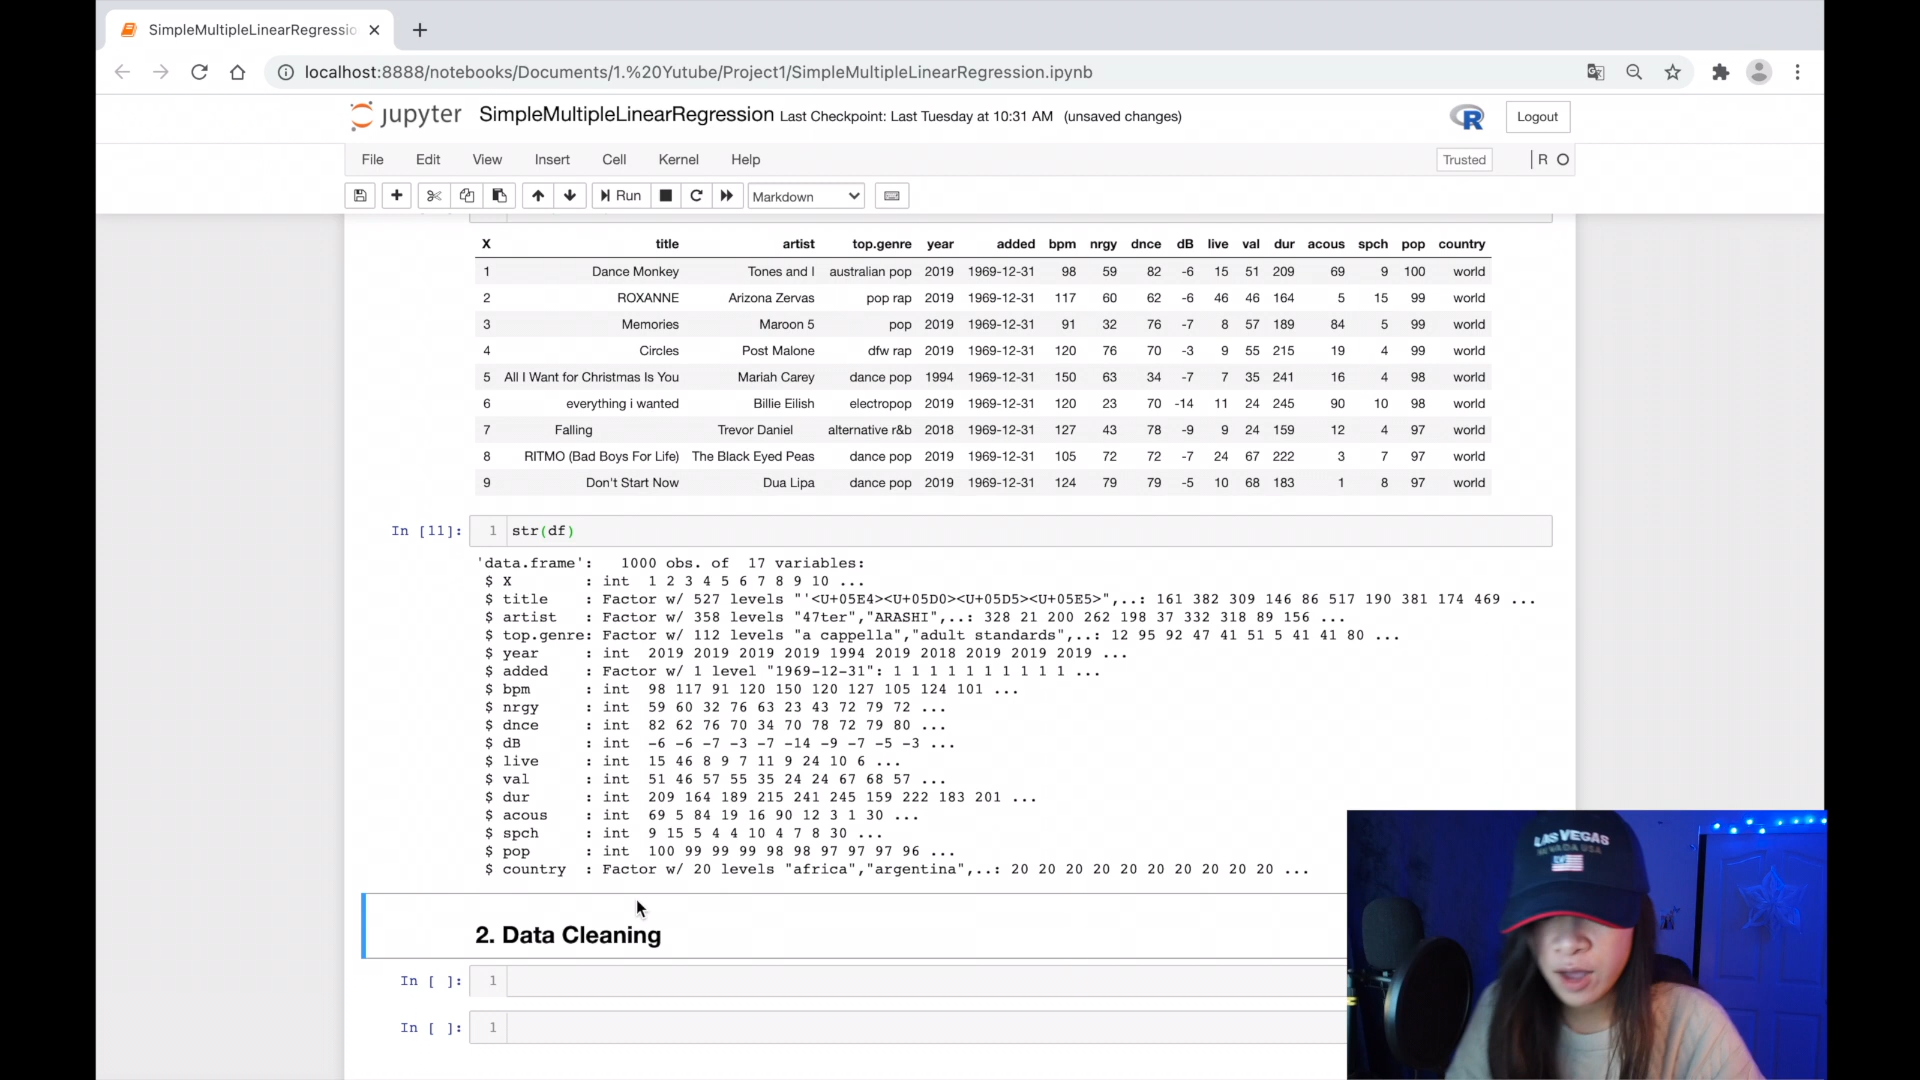 SimpleMultipleLinearRegressio
localhost:8888/notebooks/Documents/1.%20Yutube/Project1/SimpleMultipleLinearRegression.ipynb
jupyter SimpleMultipleLinearRegression Last Checkpoint: Last Tuesday at 10:31 AM (unsaved changes) R Logout
File Edit View Insert Cell Kernel Help Trusted R
Run Markdown
X title artist top.genre year added bpm nrgy dnce dB live val dur acous spch pop country
1 Dance Monkey Tones and I australian pop 2019 1969-12-31 98 59 82 -6 15 51 209 69 9 100 world
2 ROXANNE Arizona Zervas pop rap 2019 1969-12-31 117 60 62 -6 46 46 164 5 15 99 world
3 Memories Maroon 5 pop 2019 1969-12-31 91 32 76 -7 8 57 189 84 5 99 world
4 Circles Post Malone dfw rap 2019 1969-12-31 120 76 70 -3 9 55 215 19 4 99 world
5 All I Want for Christmas Is You Mariah Carey dance pop 1994 1969-12-31 150 63 34 -7 7 35 241 16 4 98 world
6 everything i wanted Billie Eilish electropop 2019 1969-12-31 120 23 70 -14 11 24 245 90 10 98 world
7 Falling Trevor Daniel alternative r&b 2018 1969-12-31 127 43 78 -9 9 24 159 12 4 97 world
8 RITMO (Bad Boys For Life) The Black Eyed Peas dance pop 2019 1969-12-31 105 72 72 -7 24 67 222 3 7 97 world
9 Don't Start Now Dua Lipa dance pop 2019 1969-12-31 124 79 79 -5 10 68 183 1 8 97 world
In [11]: 1 str(df)
'data.frame': 1000 obs. of 17 variables:
$ X : int 1 2 3 4 5 6 7 8 9 10 ...
$ title : Factor w/ 527 levels "'<U+05E4><U+05D0><U+05D5><U+05E5>",..: 161 382 309 146 86 517 190 381 174 469 ...
$ artist : Factor w/ 358 levels "47ter","ARASHI",..: 328 21 200 262 198 37 332 318 89 156 ...
$ top.genre: Factor w/ 112 levels "a cappella","adult standards",..: 12 95 92 47 41 51 5 41 41 80 ...
$ year : int 2019 2019 2019 2019 1994 2019 2018 2019 2019 2019 ...
$ added : Factor w/ 1 level "1969-12-31": 1 1 1 1 1 1 1 1 1 1 ...
$ bpm : int 98 117 91 120 150 120 127 105 124 101 ...
$ nrgy : int 59 60 32 76 63 23 43 72 79 72 ...
$ dnce : int 82 62 76 70 34 70 78 72 79 80 ...
$ dB : int -6 -6 -7 -3 -7 -14 -9 -7 -5 -3 ...
$ live : int 15 46 8 9 7 11 9 24 10 6 ...
$ val : int 51 46 57 55 35 24 24 67 68 57 ...
$ dur : int 209 164 189 215 241 245 159 222 183 201 ...
$ acous : int 69 5 84 19 16 90 12 3 1 30 ...
$ spch : int 9 15 5 4 4 10 4 7 8 30 ...
$ pop : int 100 99 99 99 98 98 97 97 97 96 ...
$ country : Factor w/ 20 levels "africa","argentina",..: 20 20 20 20 20 20 20 20 20 20 ...
2. Data Cleaning
In [ ]: 1
In [ ]: 1
LAS VEGAS
NEVADA USA